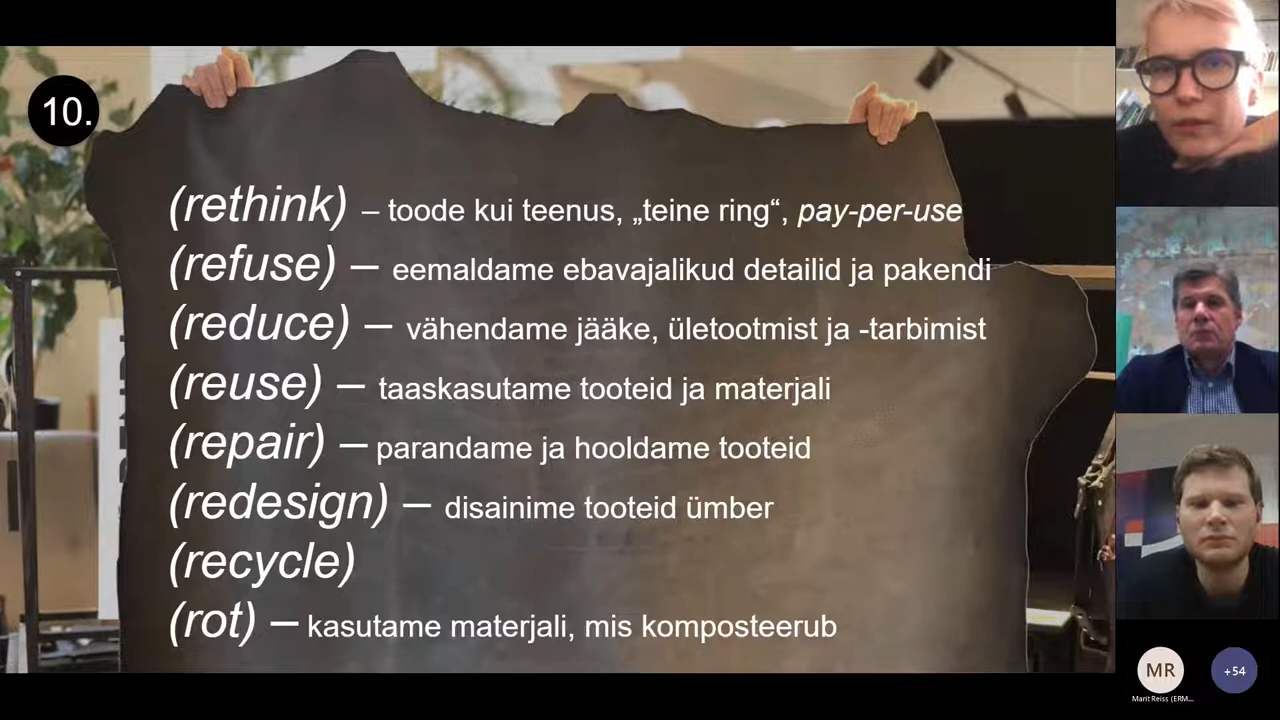 10.
(rethink) – toode kui teenus, „teine ring“, pay-per-use
(refuse) – eemaldame ebavajalikud detailid ja pakendi
(reduce) – vähendame jääke, ületootmist ja -tarbimist
(reuse) – taaskasutame tooteid ja materjali
(repair) – parandame ja hooldame tooteid
(redesign) – disainime tooteid ümber
(recycle)
(rot) – kasutame materjali, mis komposteerub
MR
+54
Marit Reiss (ERM...